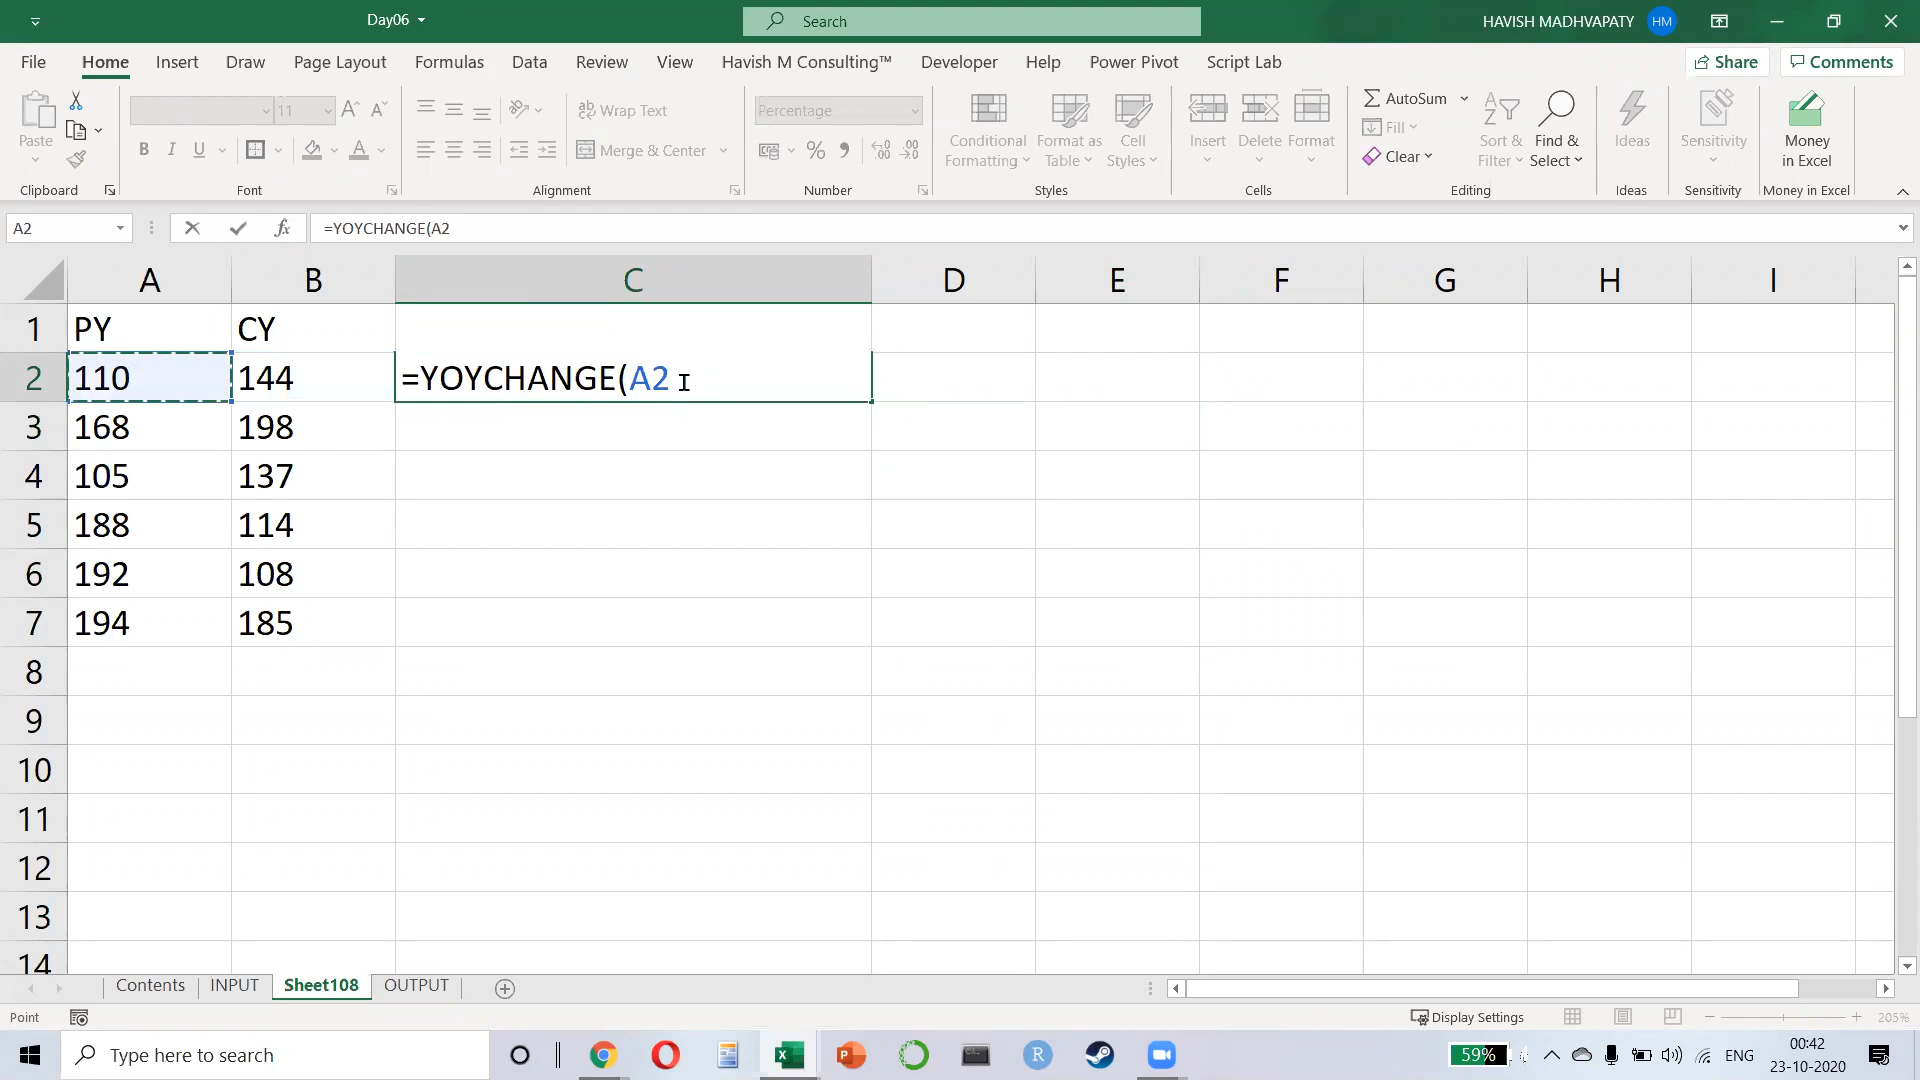 Day06
Search
HAVISH MADHVAPATY
HM
File Home Insert Draw Page Layout Formulas Data Review View Havish M Consulting™ Developer Help Power Pivot Script Lab
Share
Comments
Paste
11
B I U
A A
A
ab Wrap Text
Merge & Center
Percentage
%
Conditional Formatting
Format as Table
Cell Styles
Insert Delete Format
AutoSum
Fill
Clear
Sort & Filter
Find & Select
Ideas
Sensitivity
Money in Excel
Clipboard Font Alignment Number Styles Cells Editing Ideas Sensitivity Money in Excel
A2
fx
=YOYCHANGE(A2
A B C D E F G H I
1 PY CY
2 110 144 =YOYCHANGE(A2
3 168 198
4 105 137
5 188 114
6 192 108
7 194 185
8
9
10
11
12
13
14
Contents INPUT Sheet108 OUTPUT
Point
Display Settings
205%
Type here to search
R
59%
ENG
00:42
23-10-2020